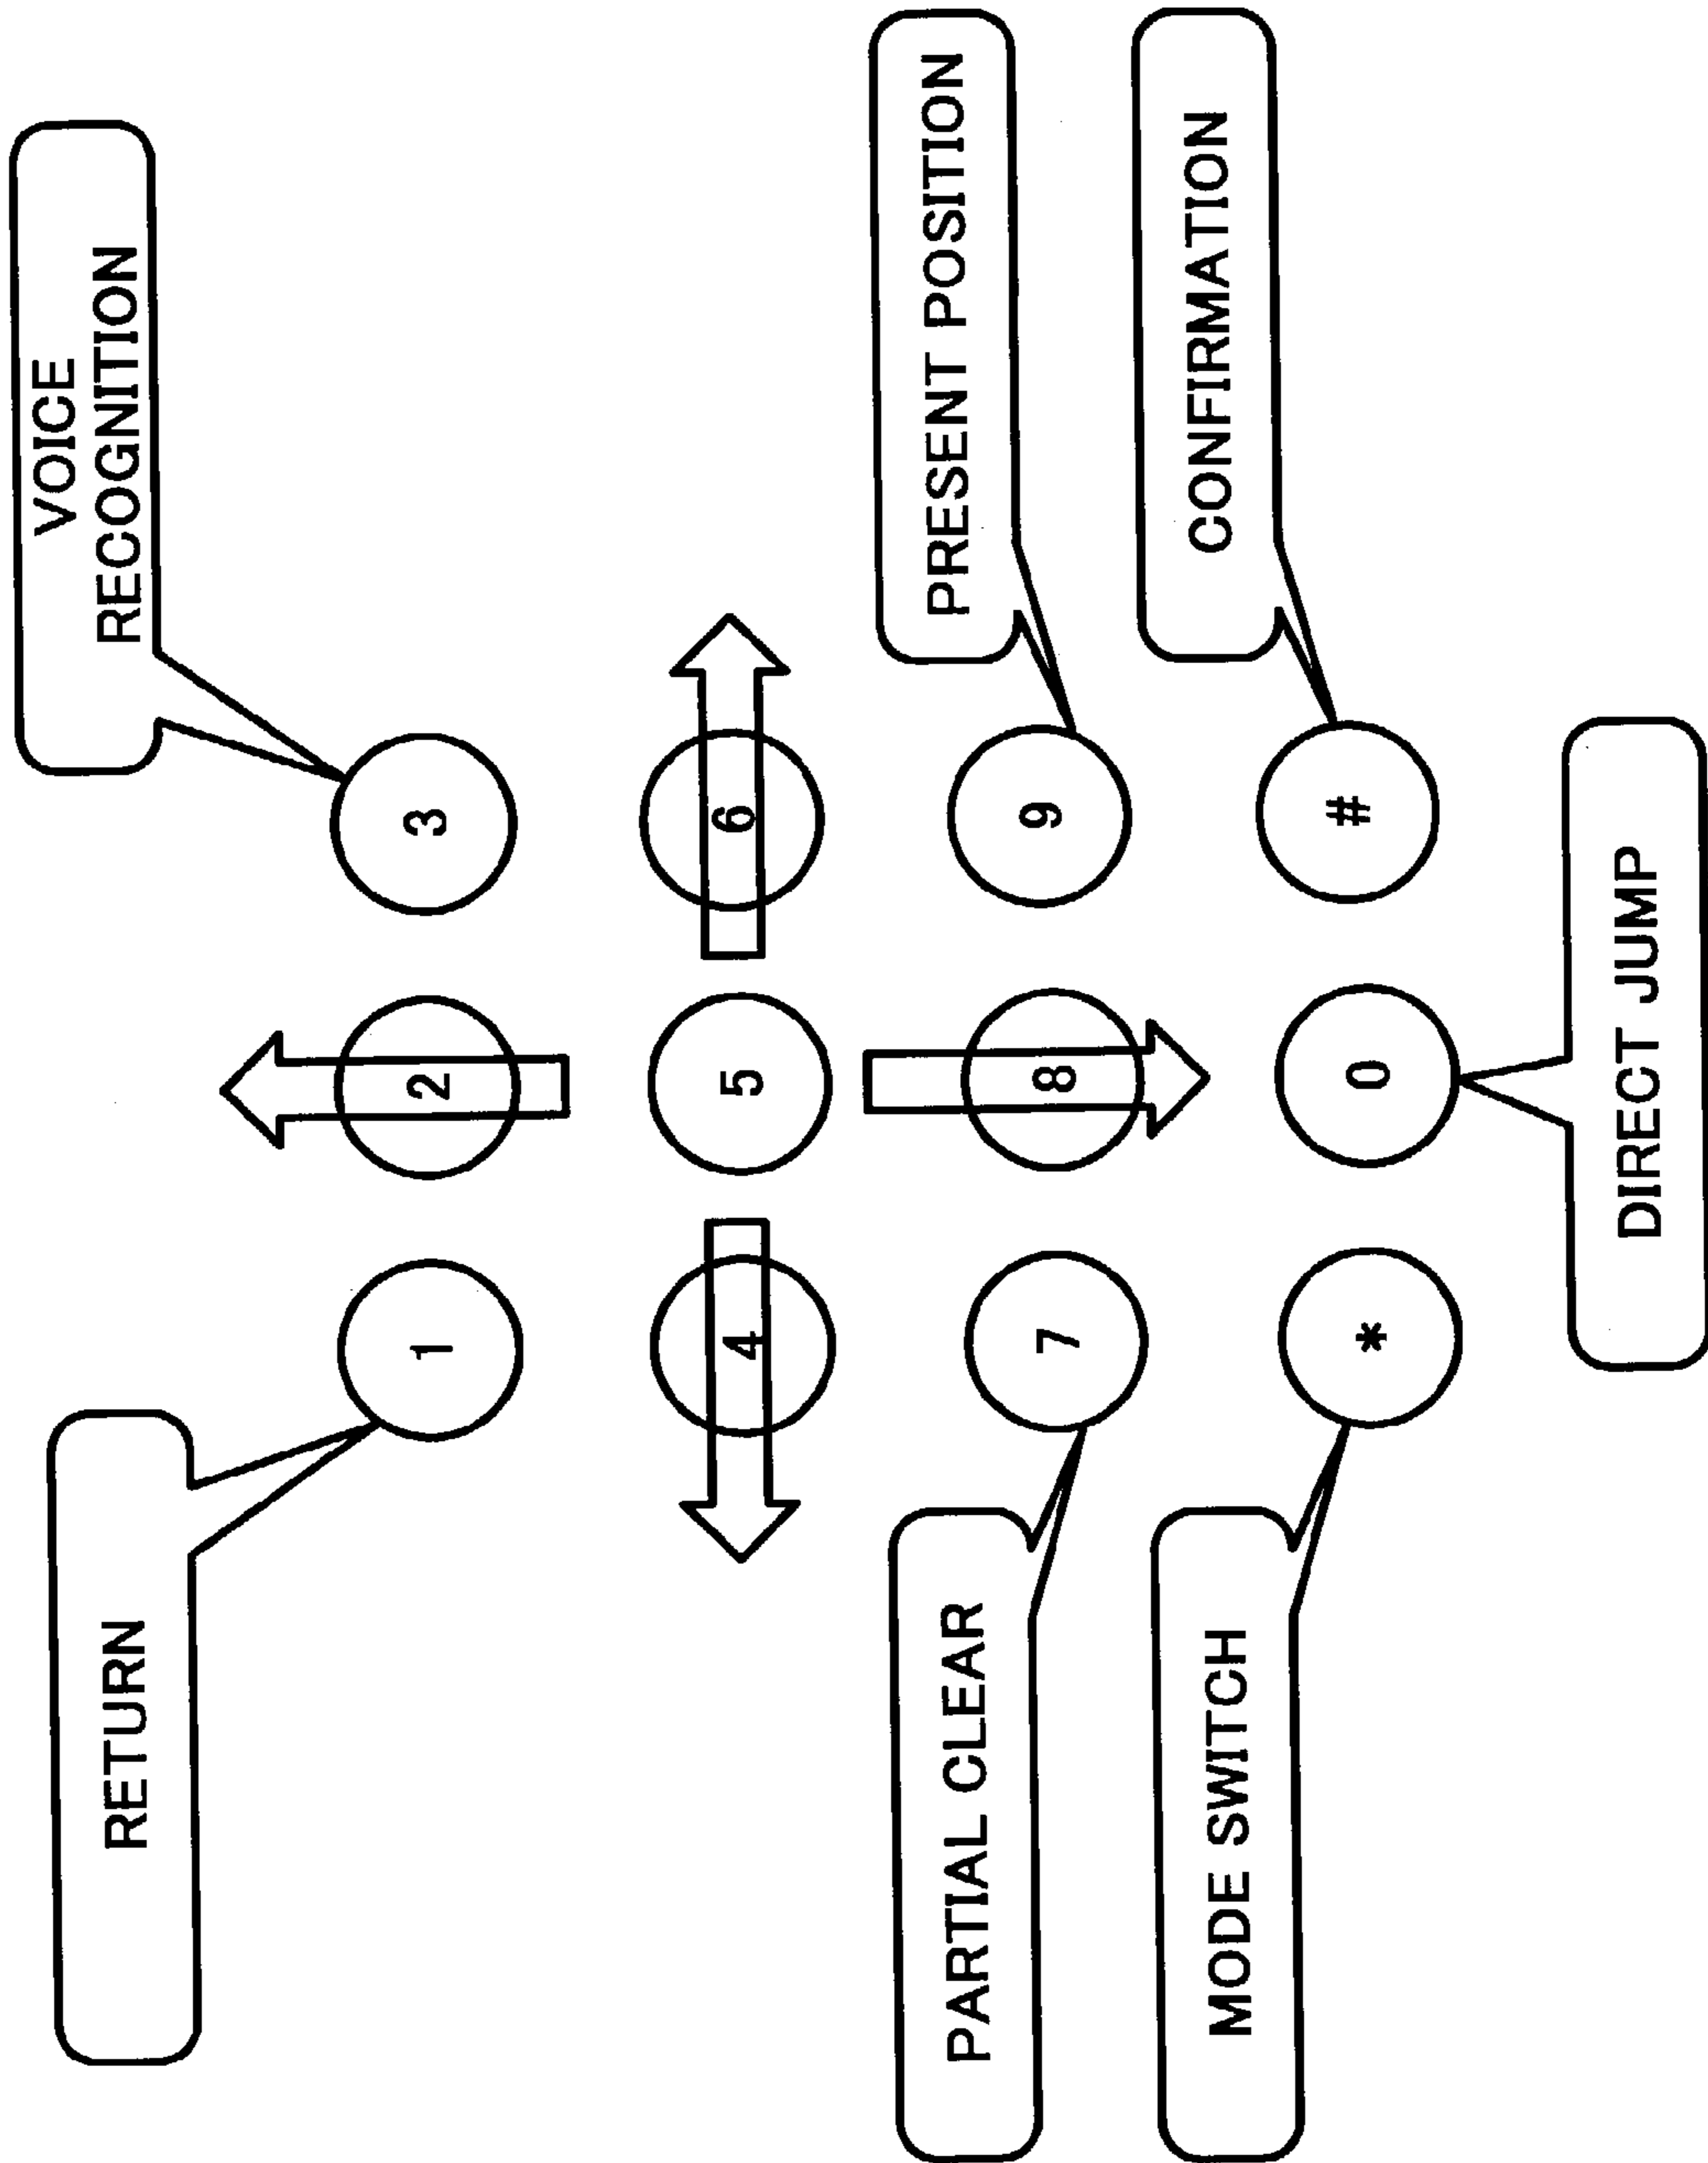 RETURN
VOICE
RECOGNITION
1
2
3
4
5
6
PARTIAL CLEAR
7
8
9
PRESENT POSITION
MODE SWITCH
*
0
#
CONFIRMATION
DIRECT JUMP